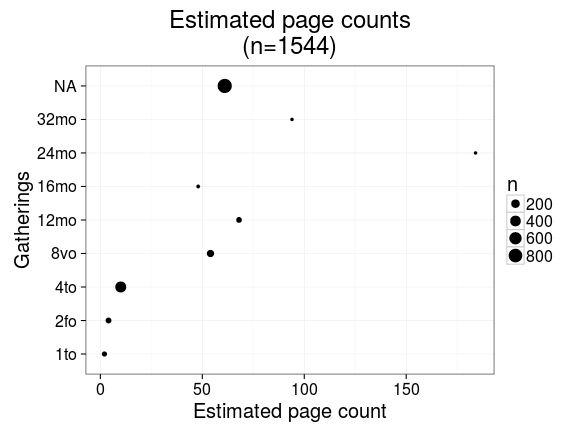 Estimated page counts
(n=1544)
Gatherings
NA
32mo
24mo
16mo
12mo
8vo
4to
2fo
1to
0 50 100 150
Estimated page count
n
200
400
600
800